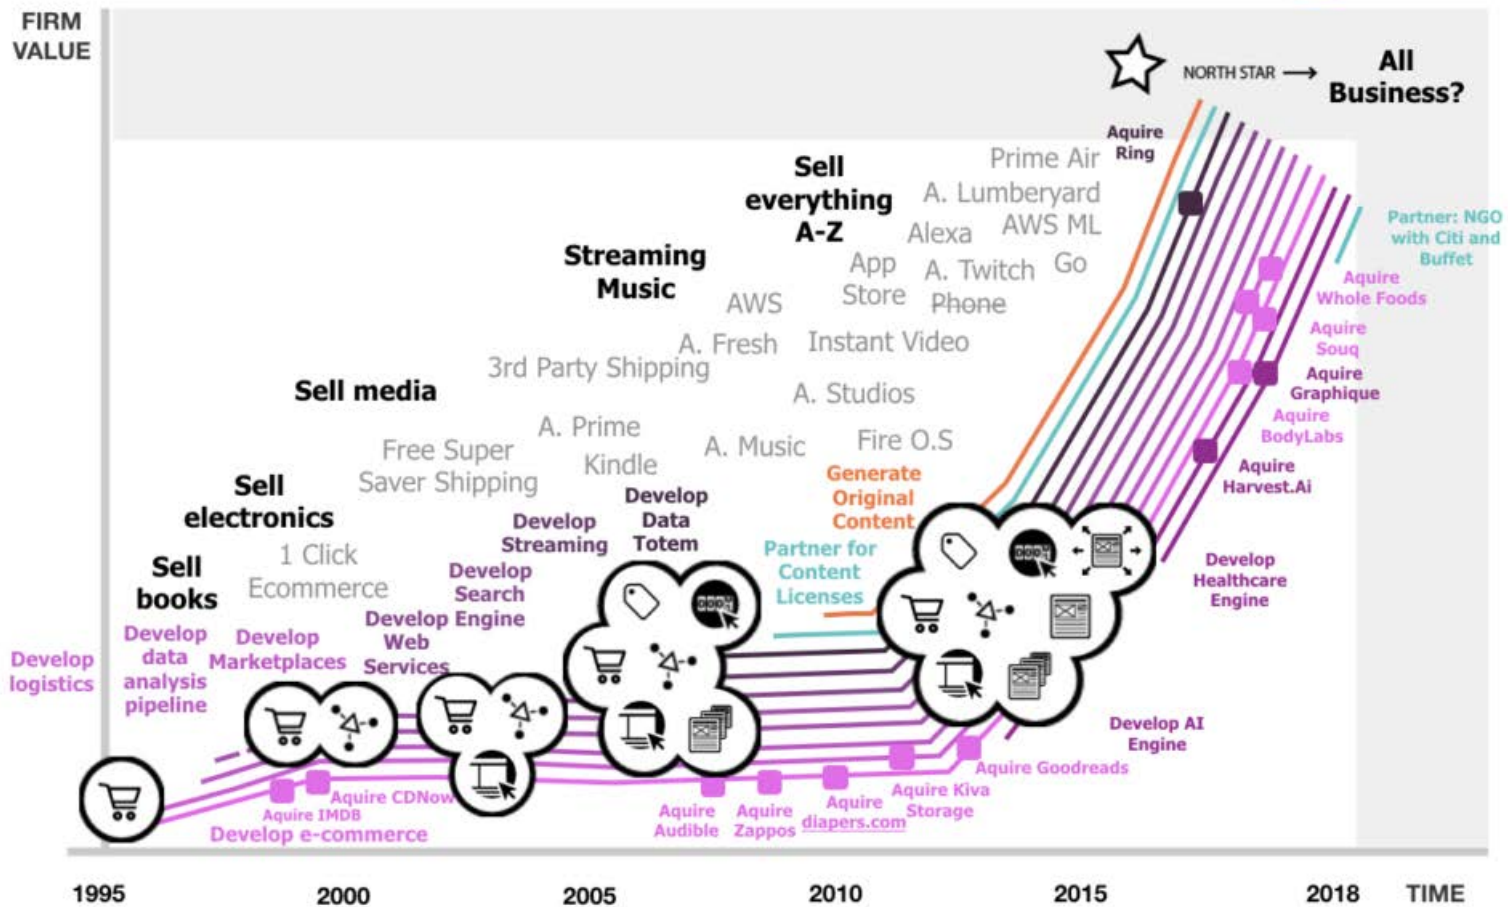 FIRM
VALUE
NORTH STAR
All
Business?
Aquire
Ring
Prime Air
A. Lumberyard
AWS ML
Alexa
Go
A. Twitch
Phone
App
Store
Sell
everything
A-Z
Streaming
Music
AWS
A. Fresh
Instant Video
3rd Party Shipping
A. Studios
Sell media
A. Prime
Kindle
A. Music
Fire O.S
Free Super
Saver Shipping
Generate
Original
Content
Sell
electronics
Develop
Data
Totem
Develop
Streaming
Partner for
Content
Licenses
1 Click
Ecommerce
Develop
Search
Engine
Sell
books
Develop
Web
Services
Develop
logistics
Develop
data
analysis
pipeline
Develop
Marketplaces
Partner: NGO
with Citi and
Buffet
Aquire
Whole Foods
Aquire
Souq
Aquire
Graphique
Aquire
BodyLabs
Aquire
Harvest.Ai
Develop
Healthcare
Engine
Develop AI
Engine
Aquire Goodreads
Aquire Kiva
Storage
Aquire
diapers.com
Aquire
Zappos
Aquire
Audible
Aquire CDNow
Aquire IMDB
Develop e-commerce
1995
2000
2005
2010
2015
2018
TIME